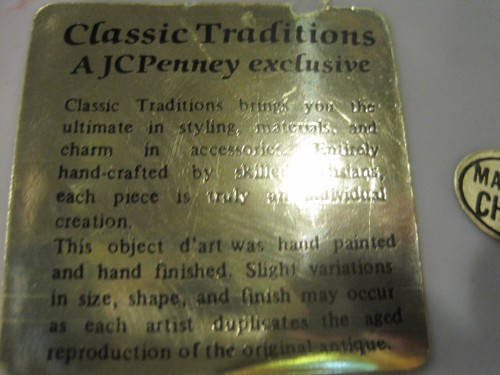 Classic Traditions
A JCPenney exclusive
Classic Traditions brings you the
ultimate in styling, materials, and
charm in accessories. Entirely
hand-crafted by skilled artisans,
each piece is truly an individual
creation.
This object d'art was hand painted
and hand finished. Slight variations
in size, shape, and finish may occur
as each artist duplicates the aged
reproduction of the original antique.
MA
CH